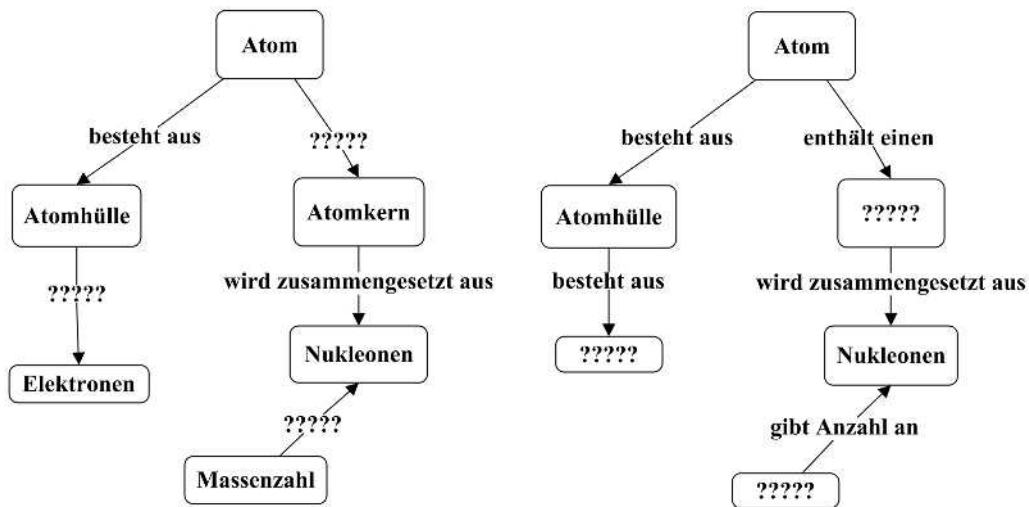 Atom
besteht aus
?????
Atomhülle
Atomkern
?????
wird zusammengesetzt aus
Elektronen
Nukleonen
?????
Massenzahl
Atom
besteht aus
enthält einen
Atomhülle
?????
besteht aus
wird zusammengesetzt aus
?????
Nukleonen
gibt Anzahl an
?????